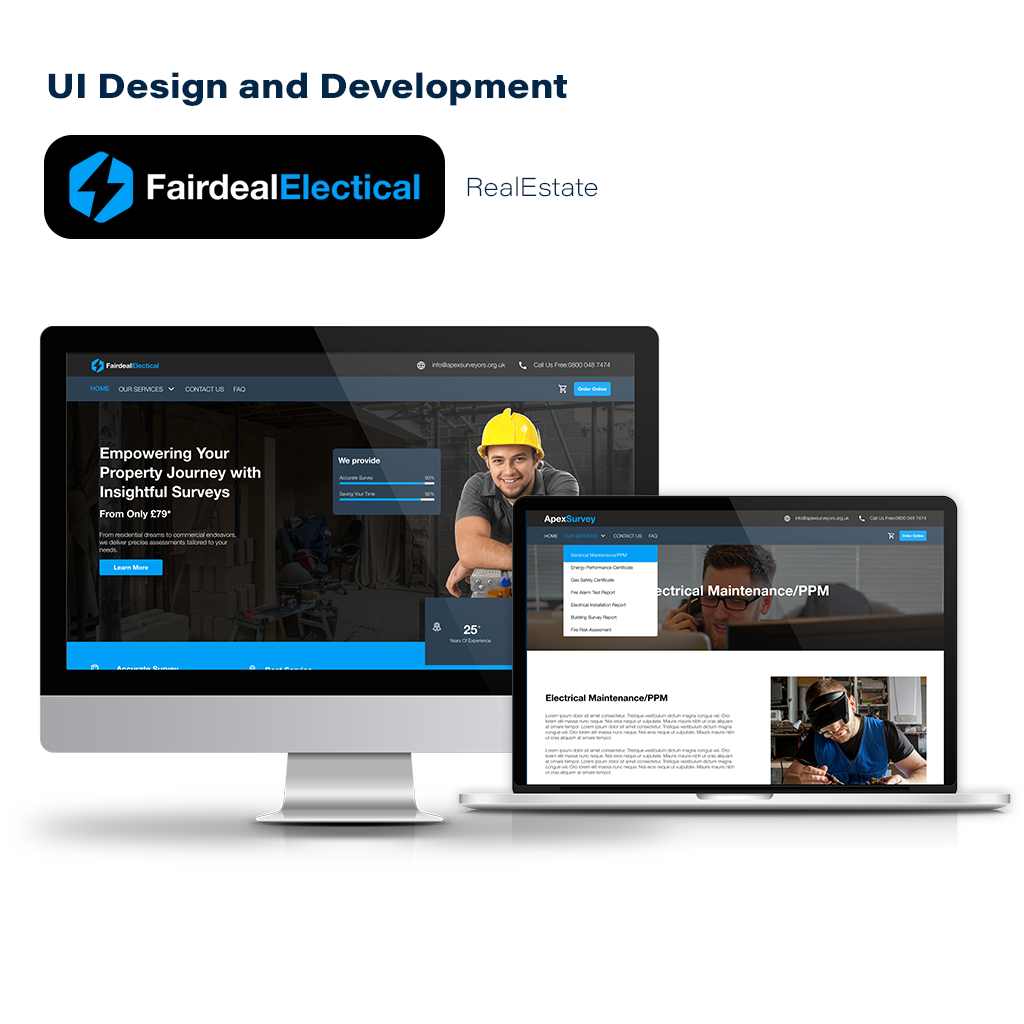 UI Design and Development
FairdealElectical
RealEstate
FairdealElectical
info@apexsurveyors.org.uk
Call Us Free:0800 048 7474
HOME
OUR SERVICES
CONTACT US
FAQ
Order Online
Empowering Your
Property Journey with
Insightful Surveys
From Only £79*
From residential dreams to commercial endeavors,
we deliver precise assessments tailored to your
needs.
Learn More
We provide
Accurate Survey
93%
Saving Your Time
92%
25+
Years Of Experience
Accurate Survey
Best Service
ApexSurvey
info@apexsurveyors.org.uk
Call Us Free:0800 048 7474
HOME
OUR SERVICES
CONTACT US
FAQ
Order Online
Electrical Maintenance/PPM
Energy Performance Certificate
Gas Safety Certificate
Fire Alarm Test Report
Electrical Installation Report
Building Survey Report
Fire Risk Assesment
ectrical Maintenance/PPM
Electrical Maintenance/PPM
Lorem ipsum dolor sit amet consectetur. Tristique vestibulum dictum magna congue vel. Orci
lorem elit massa nunc neque. Nisi eros neque ut vulputate. Mauris mauris nibh ut cras aliquam
at ornare tempor. Lorem ipsum dolor sit amet consectetur. Tristique vestibulum dictum magna
congue vel. Orci lorem elit massa nunc neque. Nisi eros neque ut vulputate. Mauris mauris nibh
ut cras aliquam at ornare tempor.
Lorem ipsum dolor sit amet consectetur. Tristique vestibulum dictum magna congue vel. Orci
lorem elit massa nunc neque. Nisi eros neque ut vulputate. Mauris mauris nibh ut cras aliquam
at ornare tempor. Lorem ipsum dolor sit amet consectetur. Tristique vestibulum dictum magna
congue vel. Orci lorem elit massa nunc neque. Nisi eros neque ut vulputate. Mauris mauris nibh
ut cras aliquam at ornare tempor.